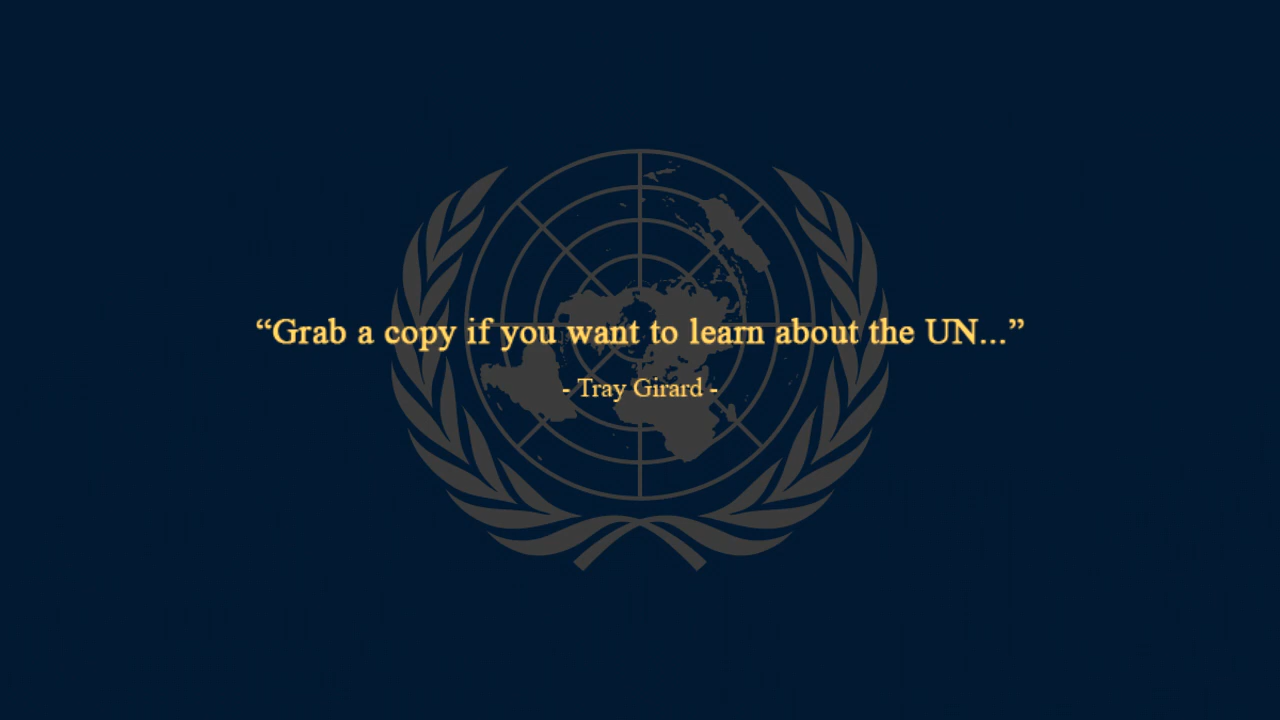 “Grab a copy if you want to learn about the UN...”
- Tray Girard -